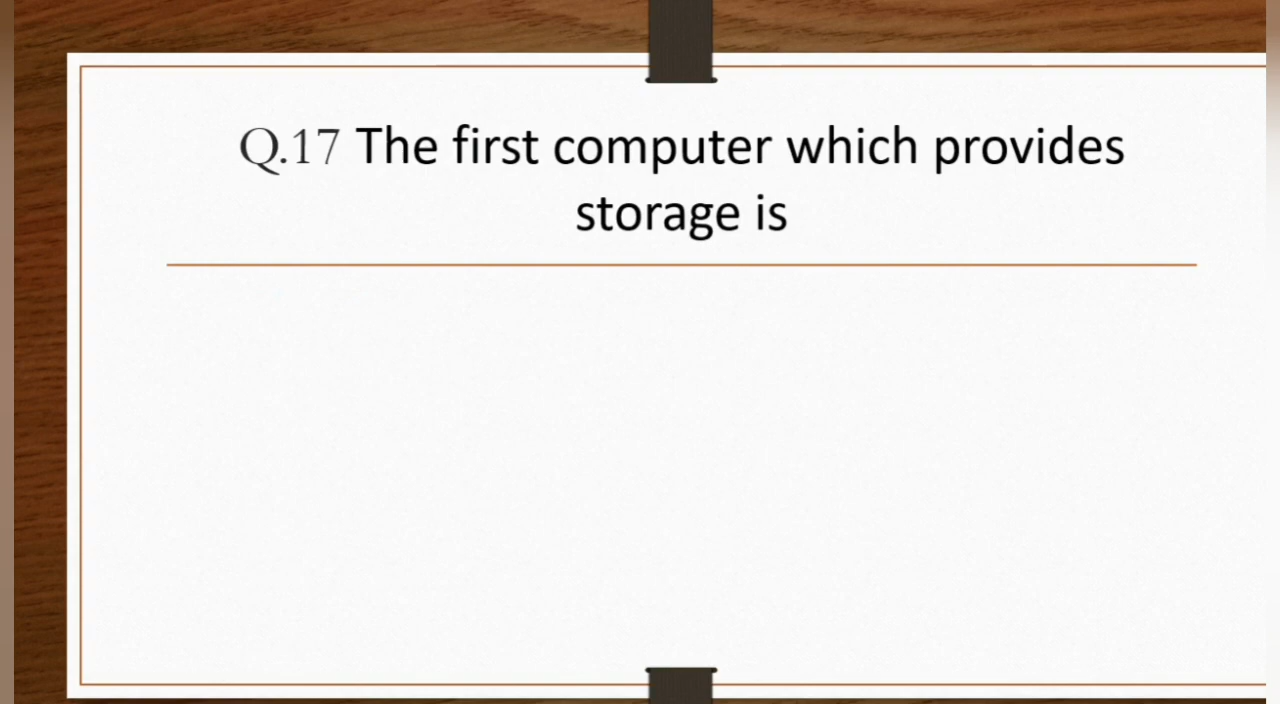 Q.17 The first computer which provides
storage is